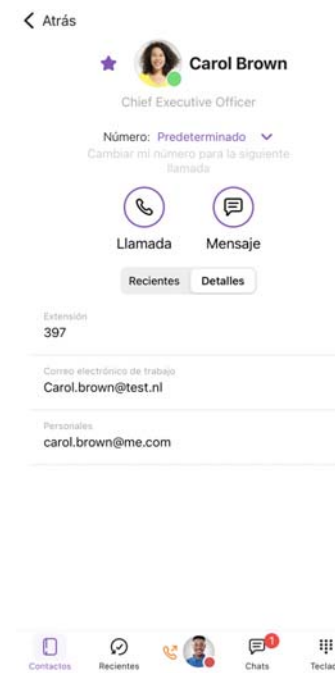 Atrás
Carol Brown
Chief Executive Officer
Número: Predeterminado
Cambiar mi número para la siguiente
llamada
Llamada
Mensaje
Recientes
Detalles
Extensión
397
Correo electrónico de trabajo
Carol.brown@test.nl
Personales
carol.brown@me.com
1
Contactos
Recientes
Chats
Teclad